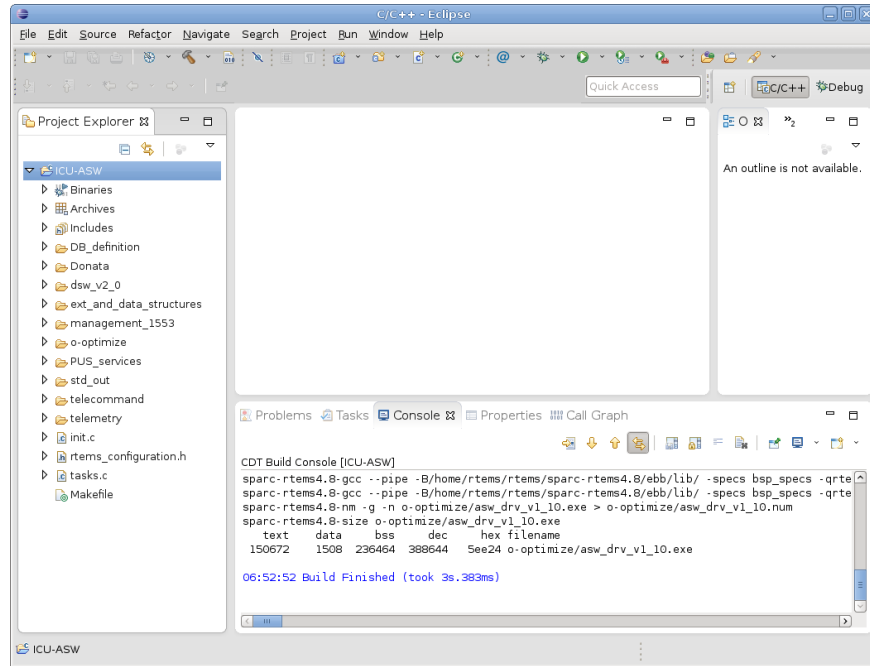 C/C++ - Eclipse
File Edit Source Refactor Navigate Search Project Run Window Help
Quick Access
C/C++
Debug
Project Explorer
ICU-ASW
Binaries
Archives
Includes
DB_definition
Donata
dsw_v2_0
ext_and_data_structures
management_1553
o-optimize
PUS_services
std_out
telecommand
telemetry
init.c
rtems_configuration.h
tasks.c
Makefile
O
»2
An outline is not available.
Problems Tasks Console Properties Call Graph
CDT Build Console [ICU-ASW]
sparc-rtems4.8-gcc --pipe -B/home/rtems/rtems/sparc-rtems4.8/ebb/lib/ -specs bsp_specs -qrte
sparc-rtems4.8-gcc --pipe -B/home/rtems/rtems/sparc-rtems4.8/ebb/lib/ -specs bsp_specs -qrte
sparc-rtems4.8-nm -g -n o-optimize/asw_drv_v1_10.exe > o-optimize/asw_drv_v1_10.num
sparc-rtems4.8-size o-optimize/asw_drv_v1_10.exe
text data bss dec hex filename
150672 1508 236464 388644 5ee24 o-optimize/asw_drv_v1_10.exe
06:52:52 Build Finished (took 3s.383ms)
ICU-ASW